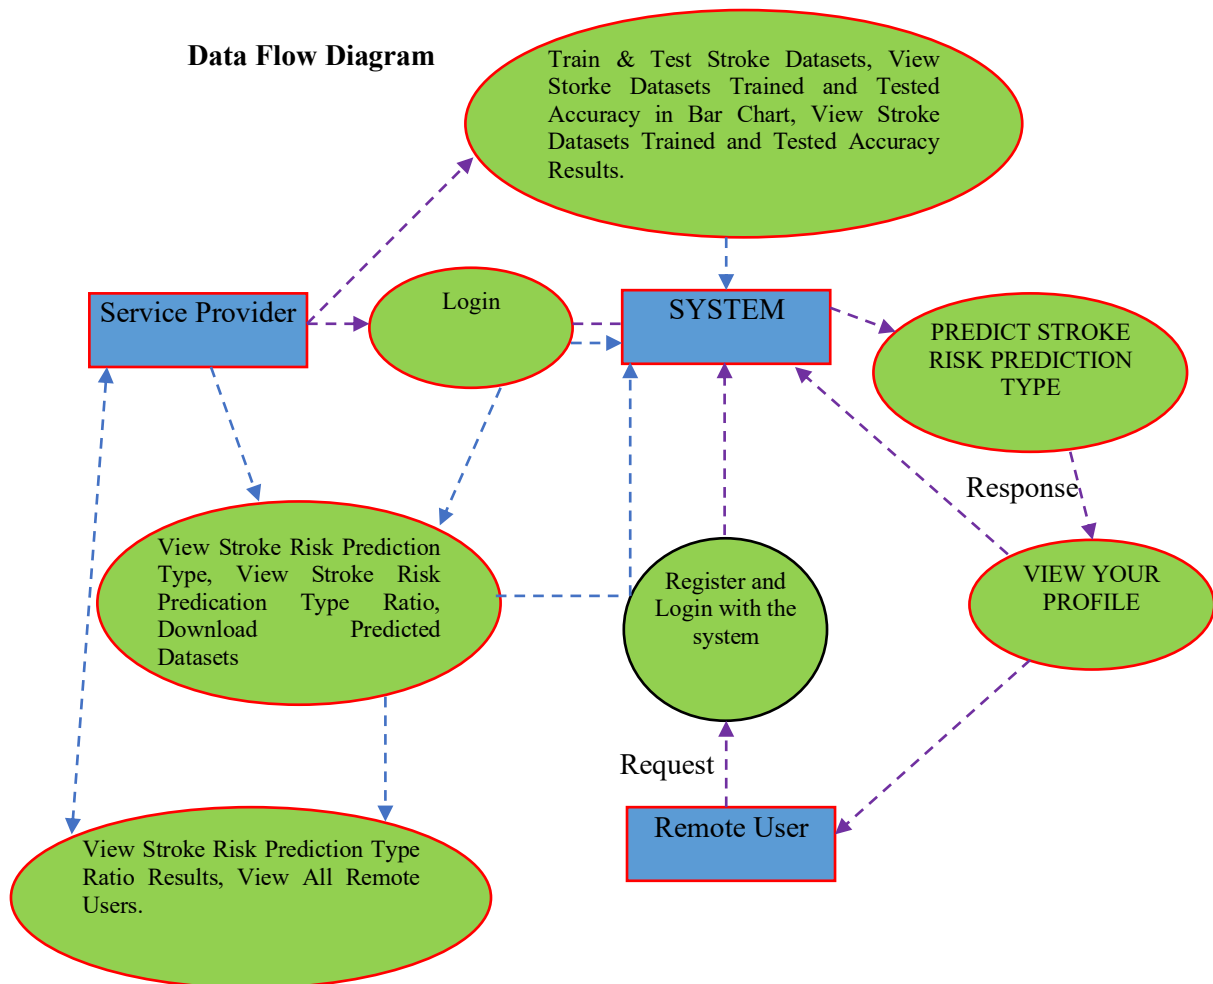 Data Flow Diagram
Train & Test Stroke Datasets, View
Storke Datasets Trained and Tested
Accuracy in Bar Chart, View Stroke
Datasets Trained and Tested Accuracy
Results.
Service Provider
Login
SYSTEM
PREDICT STROKE
RISK PREDICTION
TYPE
Response
View Stroke Risk Prediction
Type, View Stroke Risk
Predication Type Ratio,
Download Predicted
Datasets
Register and
Login with the
system
VIEW YOUR
PROFILE
Request
Remote User
View Stroke Risk Prediction Type
Ratio Results, View All Remote
Users.